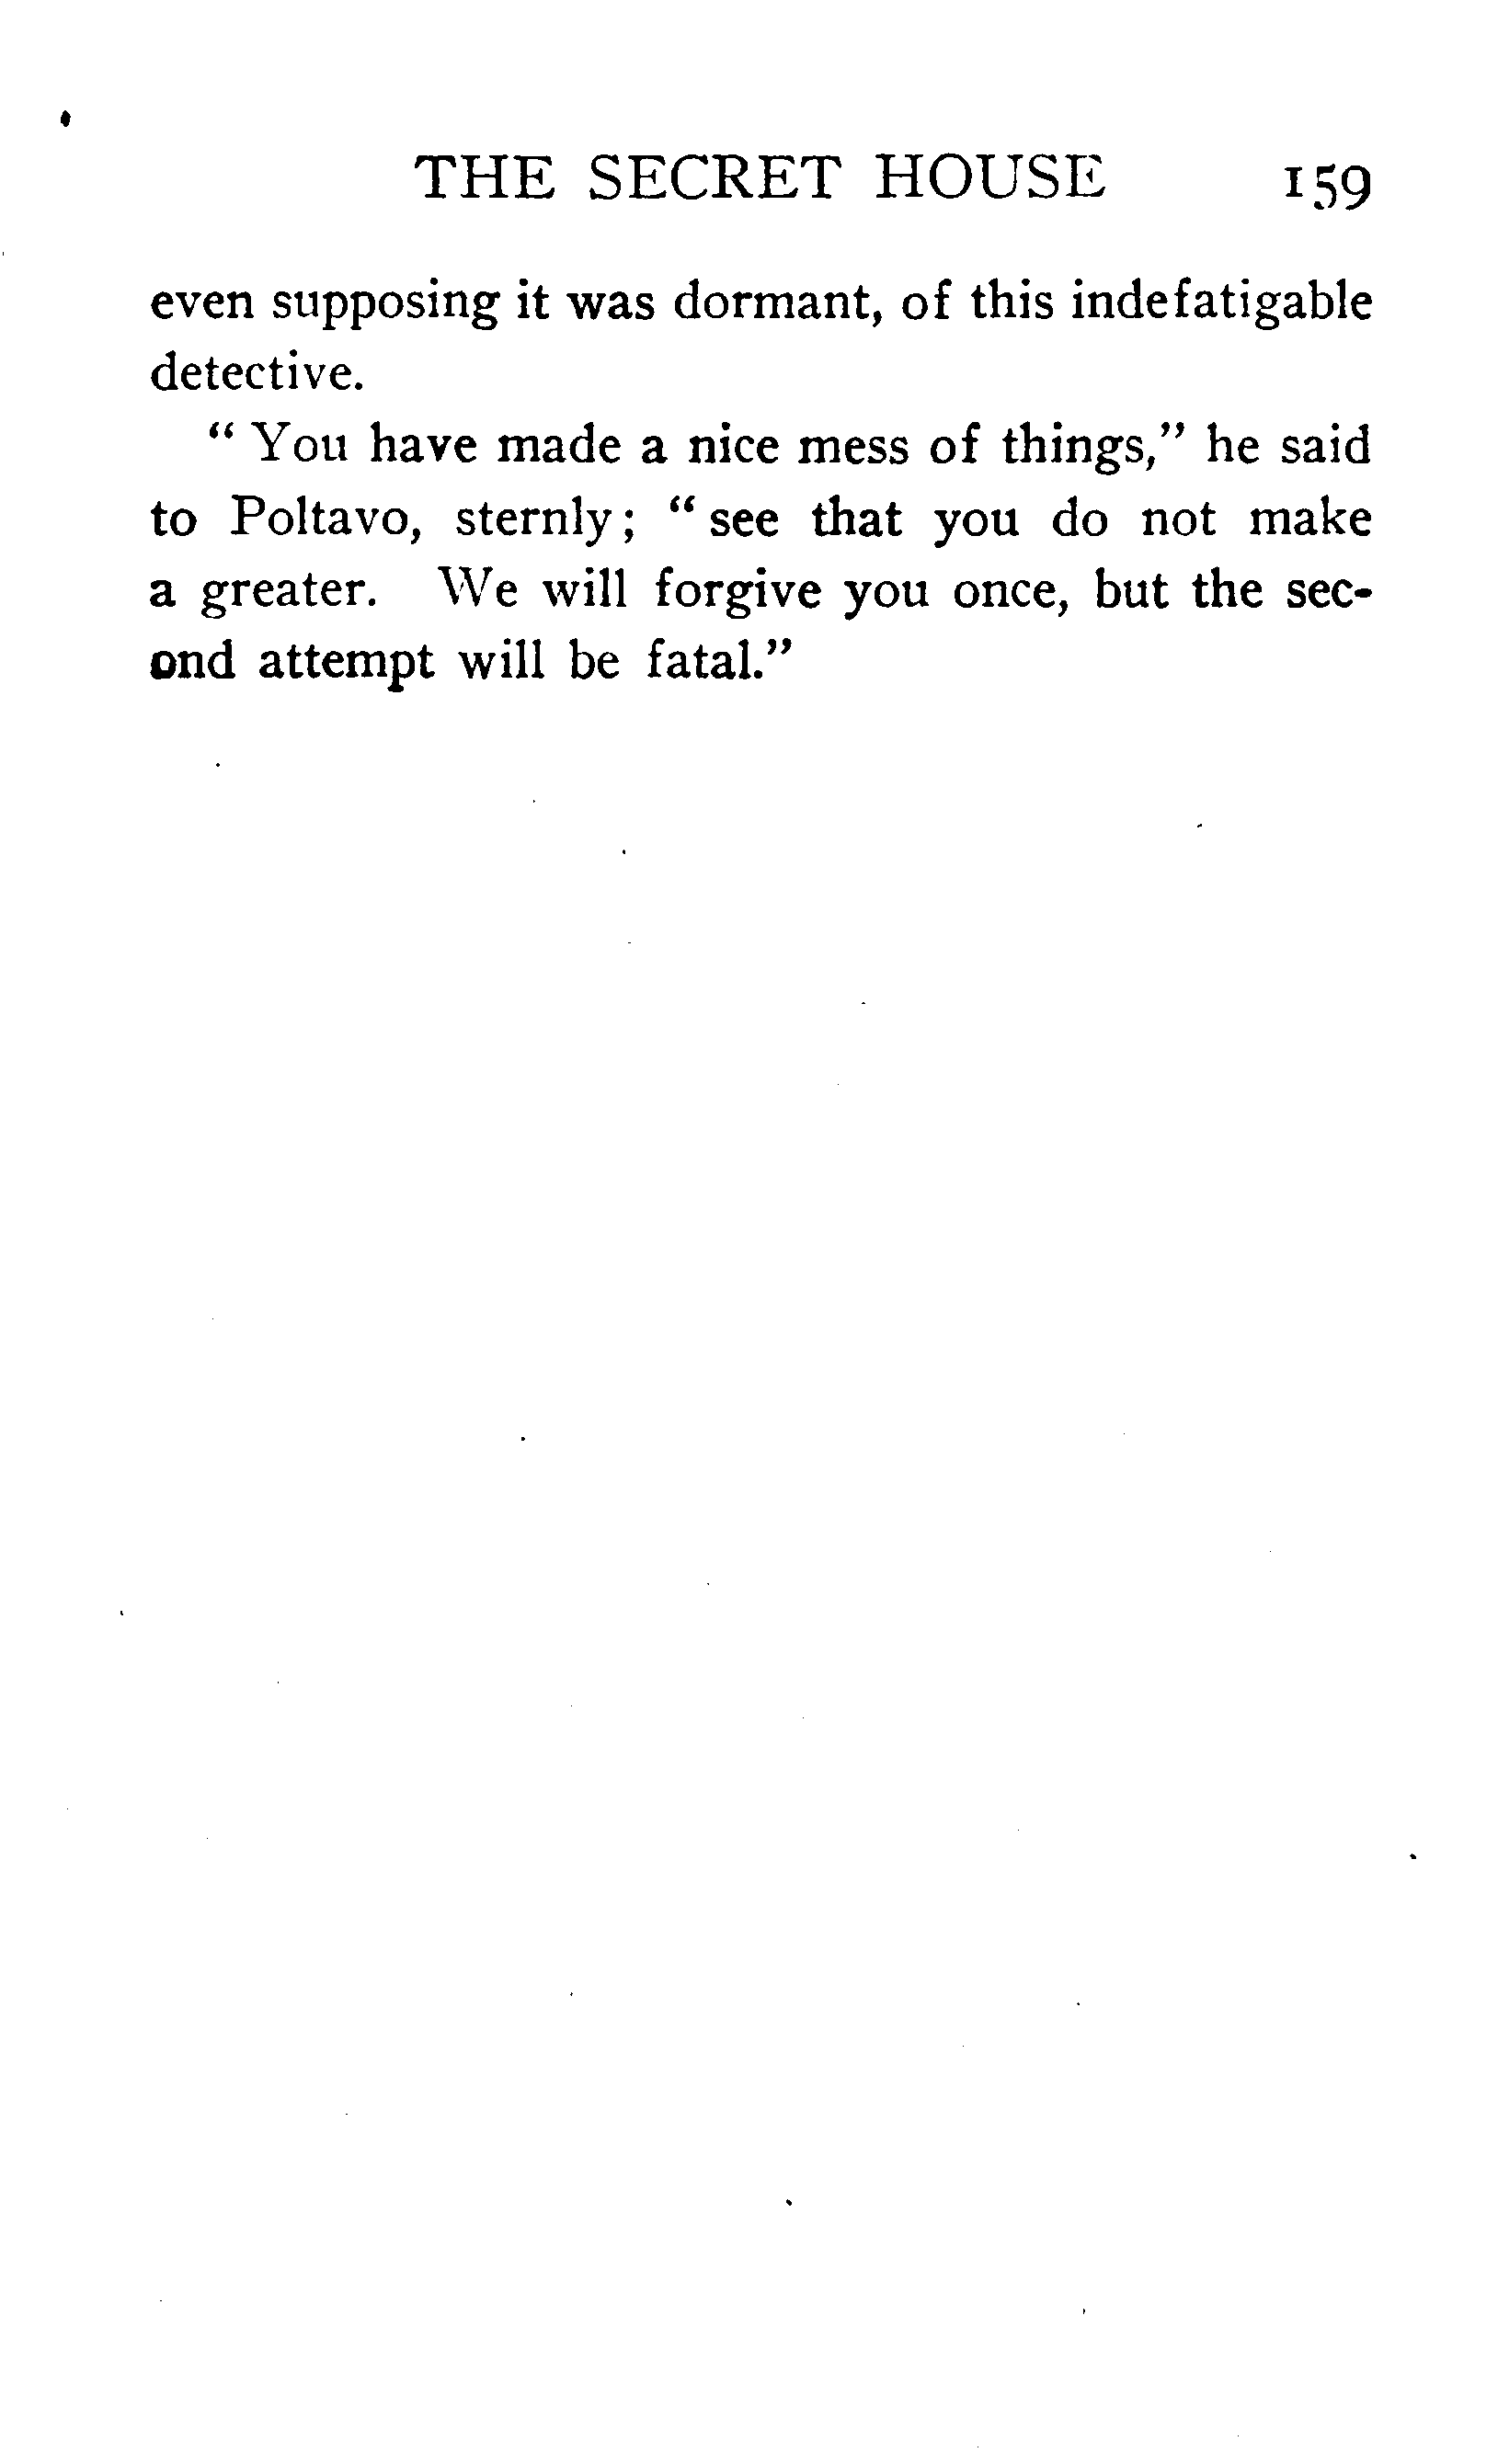 THE SECRET HOUSE 159
even supposing it was dormant, of this indefatigable
detective.
“ You have made a nice mess of things,” he said
to Poltavo, sternly; “ see that you do not make
a greater. We will forgive you once, but the sec-
ond attempt will be fatal.”